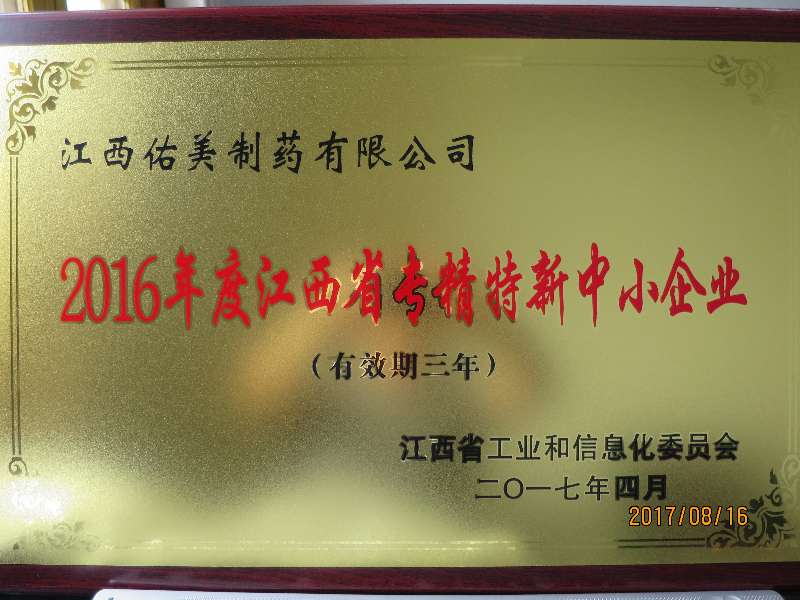 江西佑美制药有限公司
2016年度江西省专精特新中小企业
（有效期三年）
江西省工业和信息化委员会
二〇一七年四月
2017/08/16